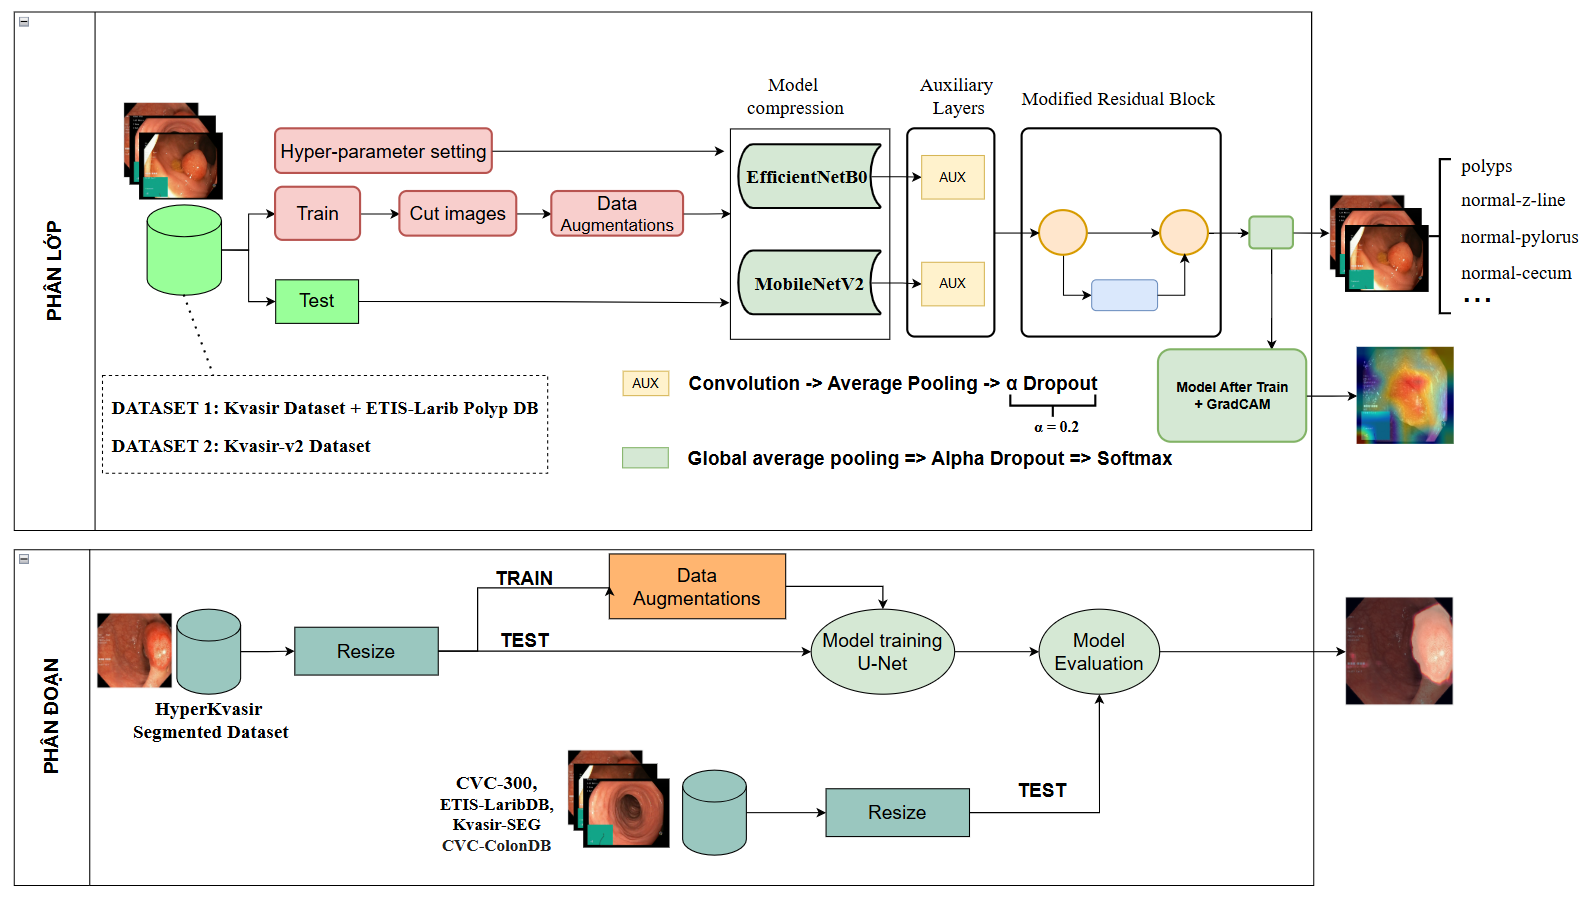 PHÂN LỚP
Model
compression
Auxiliary
Layers
Modified Residual Block
Hyper-parameter setting
Train
Cut images
Data
Augmentations
Test
EfficientNetB0
MobileNetV2
AUX
AUX
polyps
normal-z-line
normal-pylorus
normal-cecum
...
DATASET 1: Kvasir Dataset + ETIS-Larib Polyp DB
DATASET 2: Kvasir-v2 Dataset
AUX
Convolution -> Average Pooling -> α Dropout
α = 0.2
Global average pooling => Alpha Dropout => Softmax
Model After Train
+ GradCAM
PHÂN ĐOẠN
HyperKvasir
Segmented Dataset
Resize
TRAIN
TEST
Data
Augmentations
Model training
U-Net
Model
Evaluation
CVC-300,
ETIS-LaribDB,
Kvasir-SEG
CVC-ColonDB
Resize
TEST